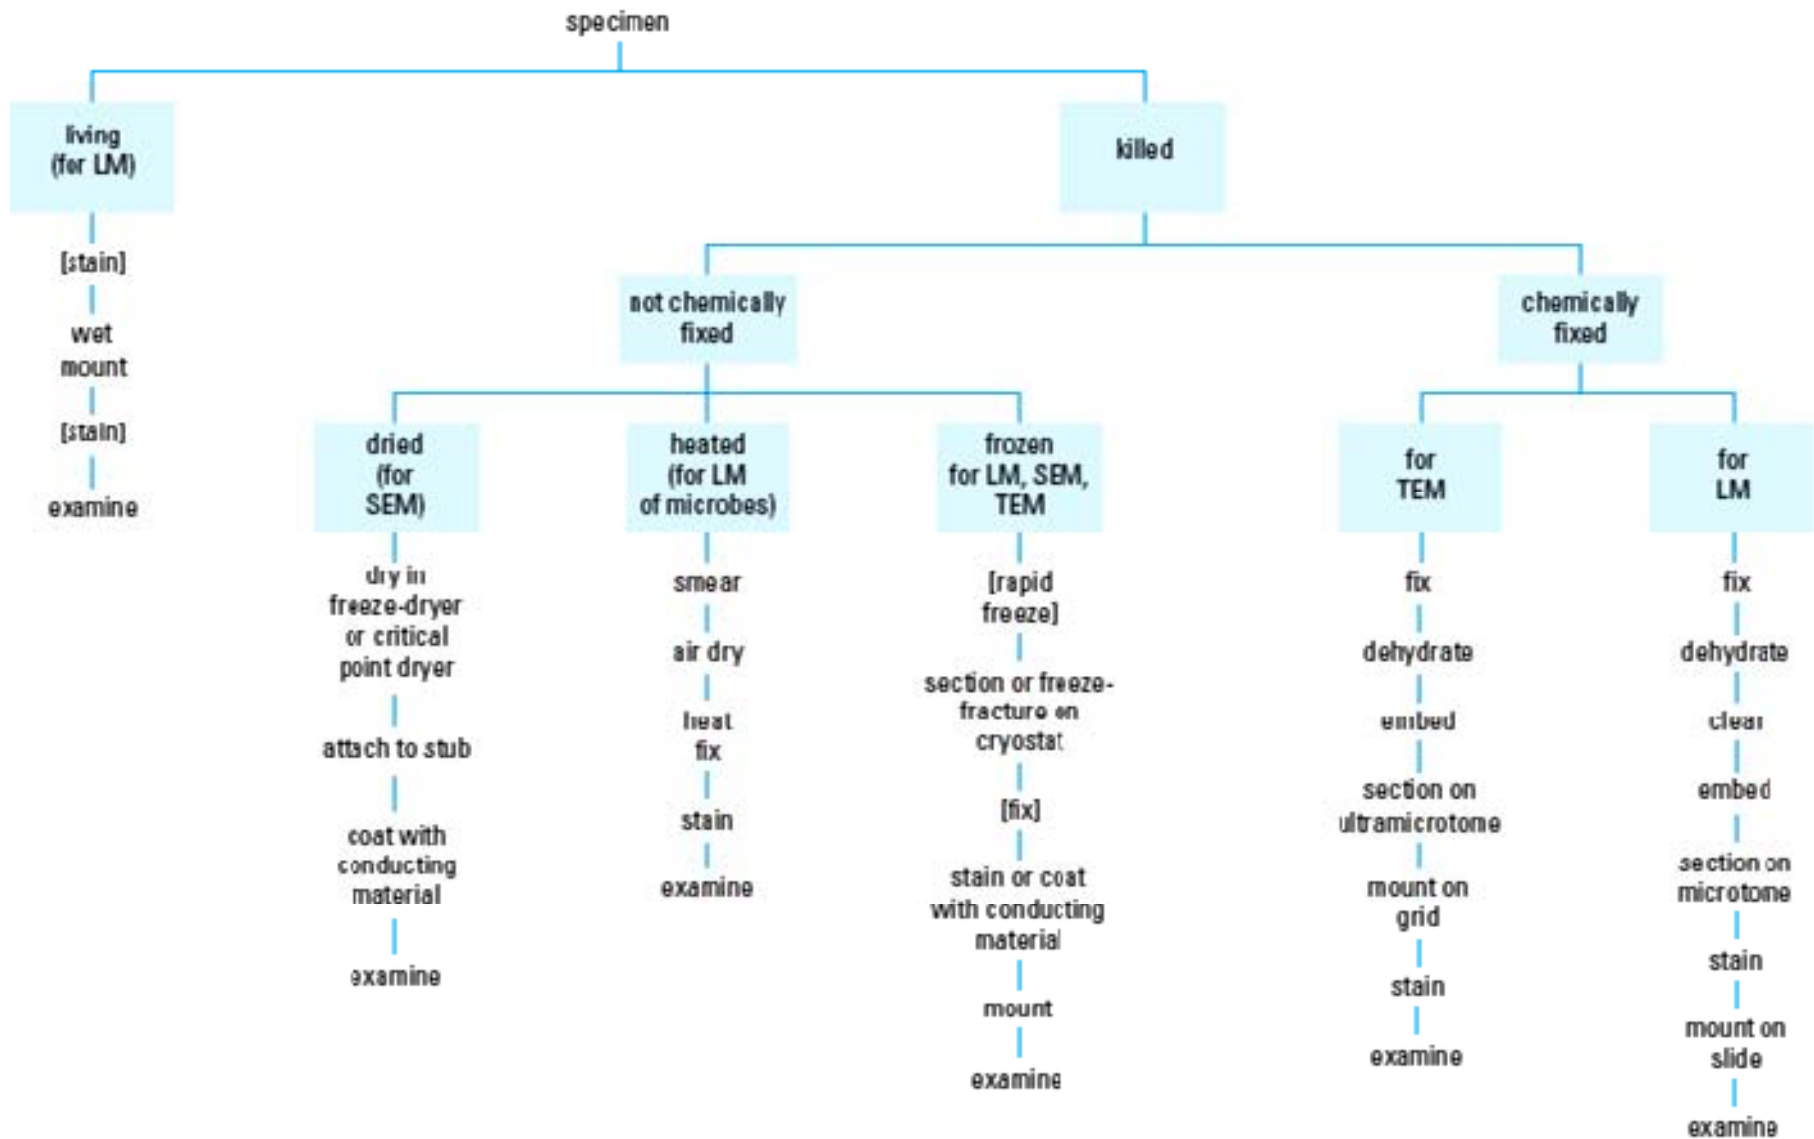 specimen
living
(for LM)
killed
[stain]
wet
mount
[stain]
examine
not chemically
fixed
chemically
fixed
dried
(for
SEM)
heated
(for LM
of microbes)
frozen
for LM, SEM,
TEM
for
TEM
for
LM
dry in
freeze-dryer
or critical
point dryer
attach to stub
coat with
conducting
material
examine
smear
air dry
heat
fix
stain
examine
[rapid
freeze]
section or freeze-
fracture on
cryostat
[fix]
stain or coat
with conducting
material
mount
examine
fix
dehydrate
embed
section on
ultramicrotome
mount on
grid
stain
examine
fix
dehydrate
clear
embed
section on
microtome
stain
mount on
slide
examine